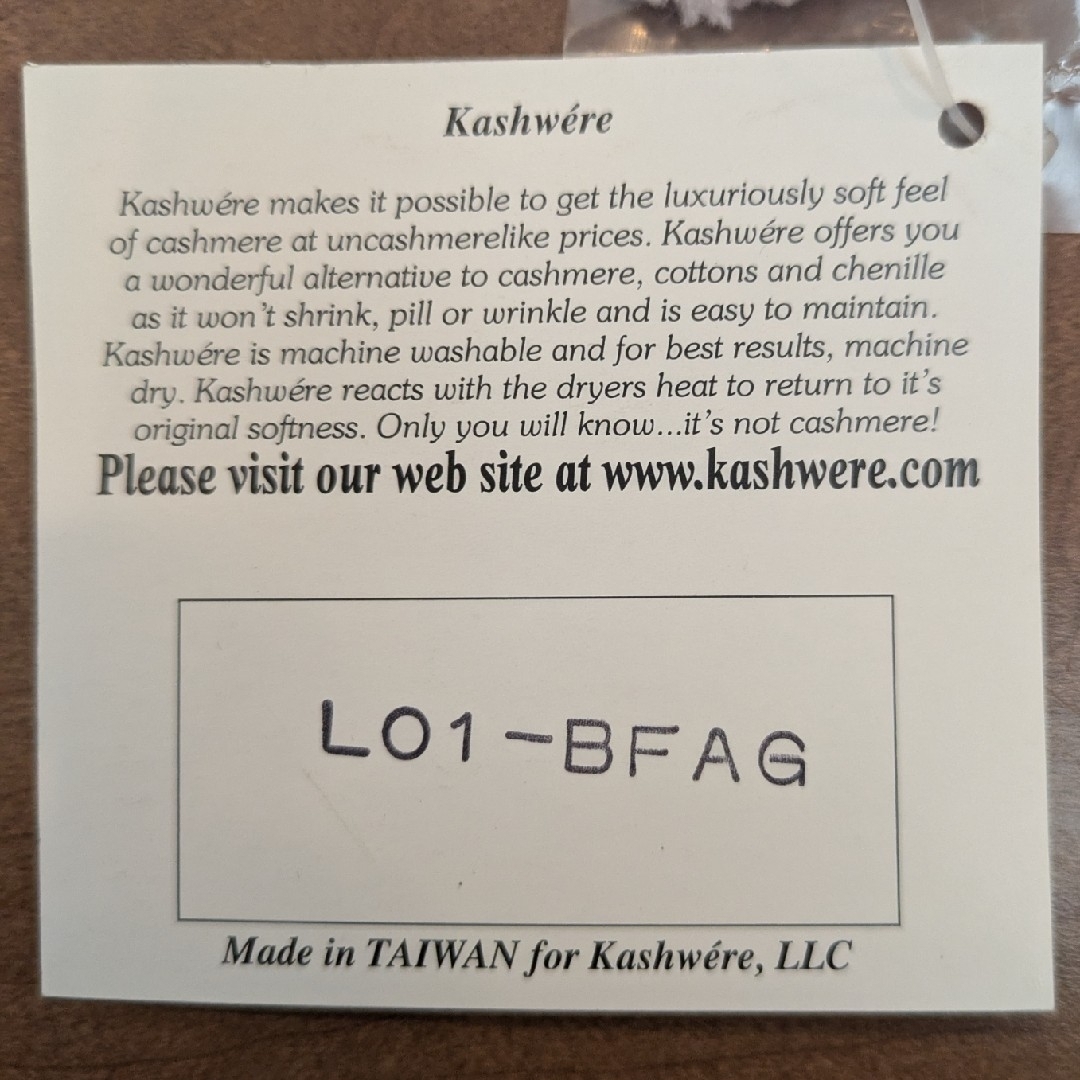 Kashwére
Kashwére makes it possible to get the luxuriously soft feel
of cashmere at uncashmerelike prices. Kashwére offers you
a wonderful alternative to cashmere, cottons and chenille
as it won't shrink, pill or wrinkle and is easy to maintain.
Kashwére is machine washable and for best results, machine
dry. Kashwére reacts with the dryers heat to return to it's
original softness. Only you will know...it's not cashmere!
Please visit our web site at www.kashwere.com
L01-BFAG
Made in TAIWAN for Kashwére, LLC